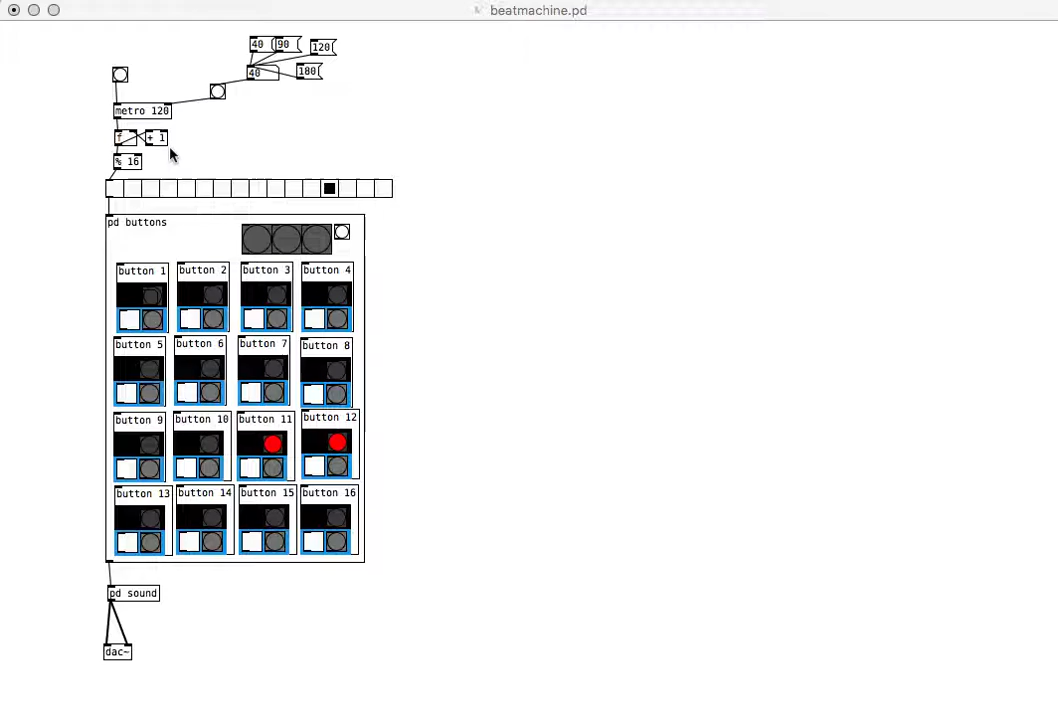 beatmachine.pd
40 90 120
40 180
metro 120
f + 1
% 16
pd buttons
button 1 button 2 button 3 button 4
button 5 button 6 button 7 button 8
button 9 button 10 button 11 button 12
button 13 button 14 button 15 button 16
pd sound
dac~